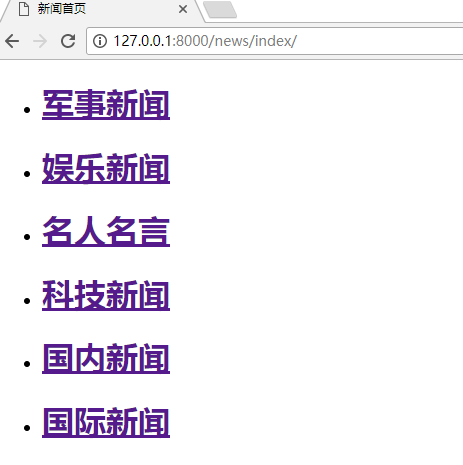 新闻首页
127.0.0.1:8000/news/index/
军事新闻
娱乐新闻
名人名言
科技新闻
国内新闻
国际新闻